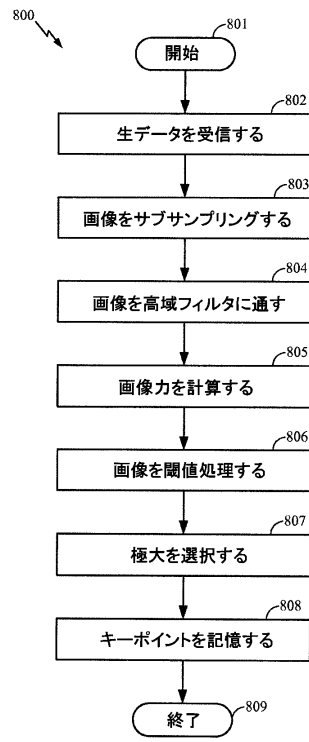 800
801
開始
802
生データを受信する
803
画像をサブサンプリングする
804
画像を高域フィルタに通す
805
画像力を計算する
806
画像を閾値処理する
807
極大を選択する
808
キーポイントを記憶する
終了
809